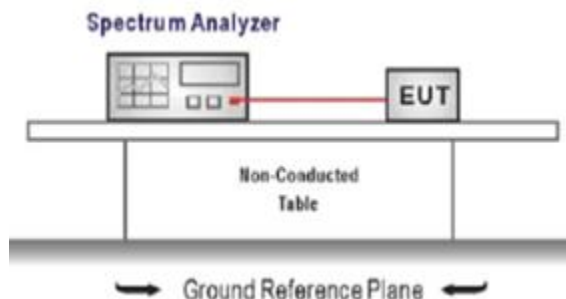 Spectrum Analyzer
EUT
Non-Conducted
Table
Ground Reference Plane